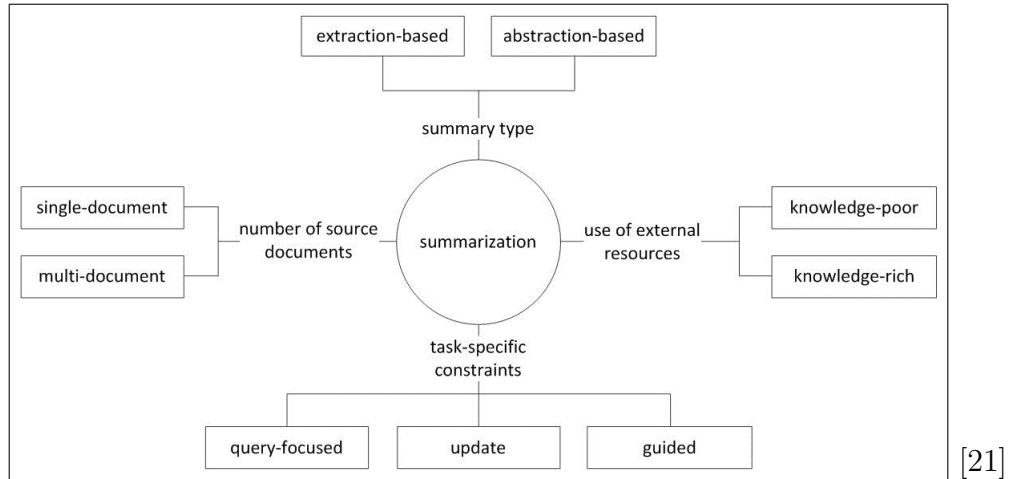 extraction-based
abstraction-based
summary type
single-document
number of source
documents
multi-document
summarization
use of external
resources
knowledge-poor
knowledge-rich
task-specific
constraints
query-focused
update
guided
[21]